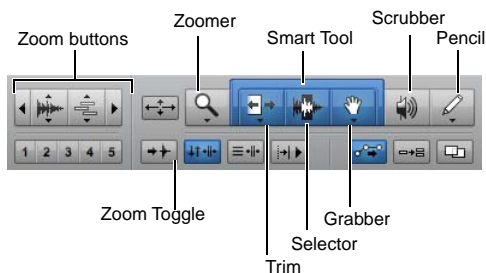 Zoomer
Scrubber
Zoom buttons
Smart Tool
Pencil
1 2 3 4 5
Zoom Toggle
Grabber
Selector
Trim